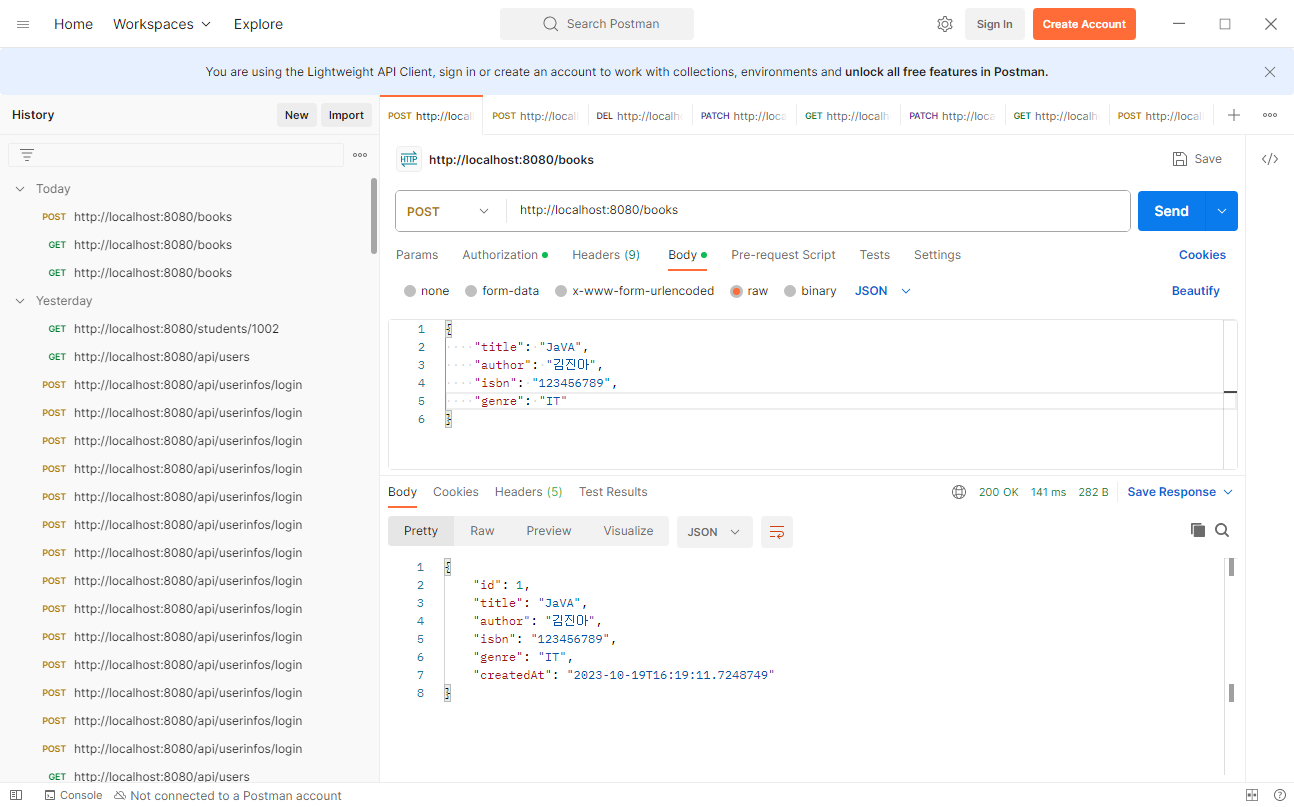 Home Workspaces Explore Search Postman Sign In Create Account
You are using the Lightweight API Client, sign in or create an account to work with collections, environments and unlock all free features in Postman.
History New Import
Today
POST http://localhost:8080/books
GET http://localhost:8080/books
GET http://localhost:8080/books
Yesterday
GET http://localhost:8080/students/1002
GET http://localhost:8080/api/users
POST http://localhost:8080/api/userinfos/login
POST http://localhost:8080/api/userinfos/login
POST http://localhost:8080/api/userinfos/login
POST http://localhost:8080/api/userinfos/login
POST http://localhost:8080/api/userinfos/login
POST http://localhost:8080/api/userinfos/login
POST http://localhost:8080/api/userinfos/login
POST http://localhost:8080/api/userinfos/login
POST http://localhost:8080/api/userinfos/login
POST http://localhost:8080/api/userinfos/login
POST http://localhost:8080/api/userinfos/login
POST http://localhost:8080/api/userinfos/login
POST http://localhost:8080/api/userinfos/login
POST http://localhost:8080/api/userinfos/login
GET http://localhost:8080/api/users
POST http://local POST http://local DEL http://localh PATCH http://loca GET http://localh PATCH http://loca GET http://localh POST http://local
HTTP http://localhost:8080/books Save
POST http://localhost:8080/books Send
Params Authorization Headers (9) Body Pre-request Script Tests Settings Cookies
none form-data x-www-form-urlencoded raw binary JSON Beautify
1 {
2 "title": "JaVA",
3 "author": "김진아",
4 "isbn": "123456789",
5 "genre": "IT"
6 }
Body Cookies Headers (5) Test Results 200 OK 141 ms 282 B Save Response
Pretty Raw Preview Visualize JSON
1 {
2 "id": 1,
3 "title": "JaVA",
4 "author": "김진아",
5 "isbn": "123456789",
6 "genre": "IT",
7 "createdAt": "2023-10-19T16:19:11.7248749"
8 }
Console Not connected to a Postman account